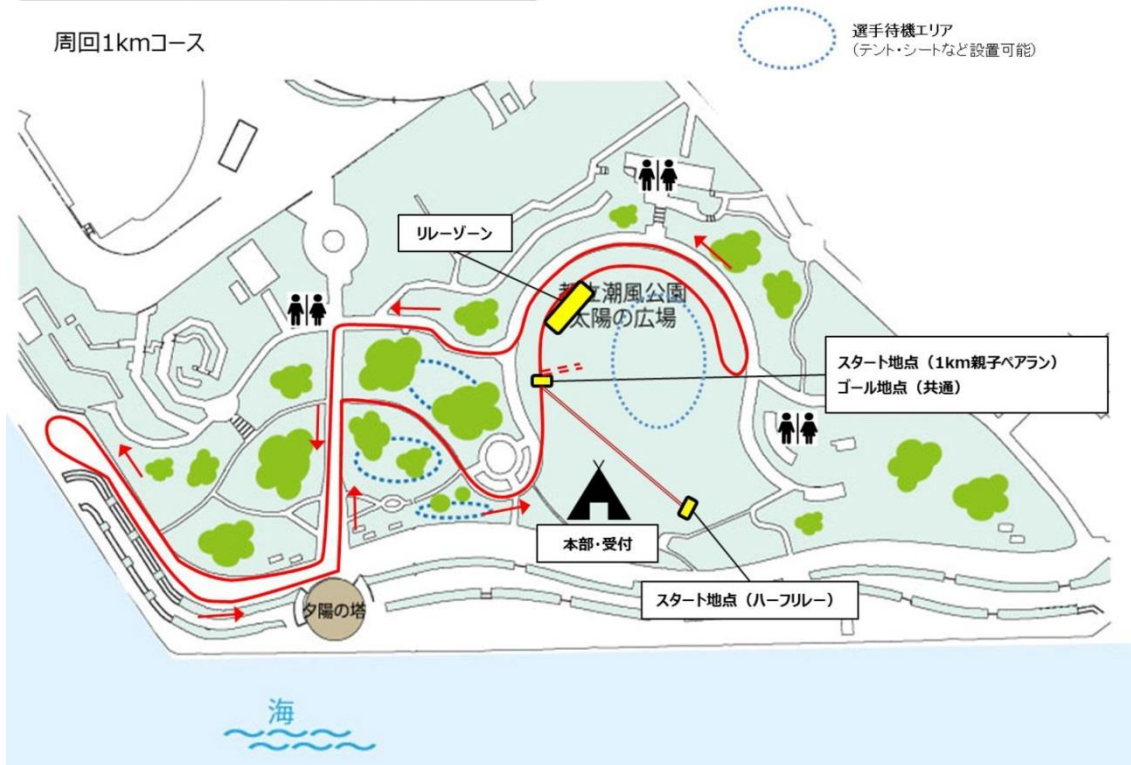 周回1kmコース
選手待機エリア
(テント・シートなど設置可能)
リレーゾーン
都立潮風公園
太陽の広場
スタート地点（1km親子ペアラン）
ゴール地点（共通）
本部・受付
スタート地点（ハーフリレー）
夕陽の塔
海